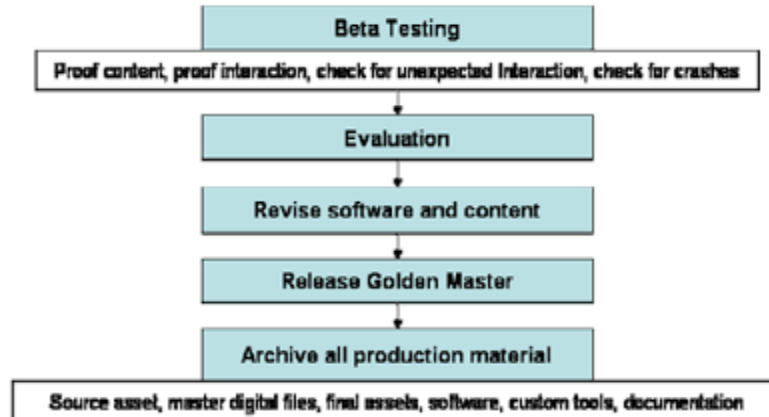 Beta Testing
Proof content, proof interaction, check for unexpected Interaction, check for crashes
Evaluation
Revise software and content
Release Golden Master
Archive all production material
Source asset, master digital files, final assets, software, custom tools, documentation